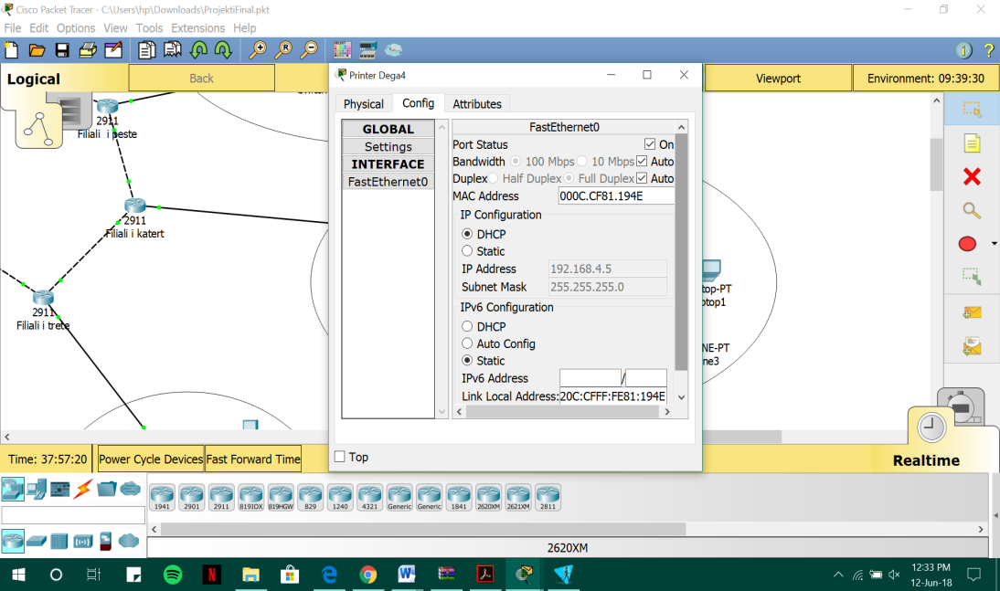 Cisco Packet Tracer - C:\Users\hp\Downloads\ProjektiFinal.pkt
File Edit Options View Tools Extensions Help
Logical
Back
Viewport
Environment: 09:39:30
2911
Filiali i peste
2911
Filiali i katert
2911
Filiali i trete
Printer Dega4
Physical Config Attributes
GLOBAL
Settings
INTERFACE
FastEthernet0
FastEthernet0
Port Status On
Bandwidth 100 Mbps 10 Mbps Auto
Duplex Half Duplex Full Duplex Auto
MAC Address 000C.CF81.194E
IP Configuration
DHCP
Static
IP Address 192.168.4.5
Subnet Mask 255.255.255.0
IPv6 Configuration
DHCP
Auto Config
Static
IPv6 Address /
Link Local Address: 20C:CFFF:FE81:194E
Top
top-PT
ptop1
NE-PT
ne3
Time: 37:57:20 Power Cycle Devices Fast Forward Time
Realtime
1941 2901 2911 819IOX 819HGW 829 1240 4321 Generic Generic 1841 2620XM 2621XM 2811
2620XM
12:33 PM
12-Jun-18